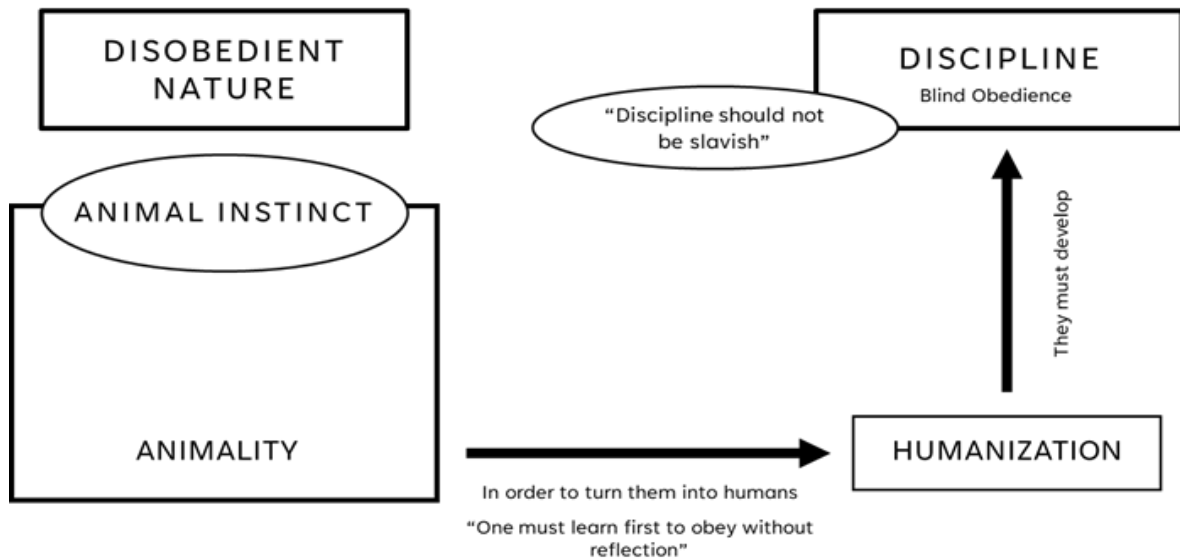 DISOBEDIENT
NATURE
ANIMAL INSTINCT
ANIMALITY
In order to turn them into humans
“One must learn first to obey without
reflection”
HUMANIZATION
They must develop
DISCIPLINE
Blind Obedience
“Discipline should not
be slavish”